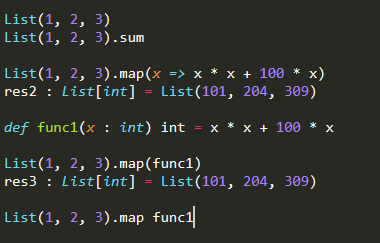 List(1, 2, 3)
List(1, 2, 3).sum
List(1, 2, 3).map(x => x * x + 100 * x)
res2 : List[int] = List(101, 204, 309)
def func1(x : int) int = x * x + 100 * x
List(1, 2, 3).map(func1)
res3 : List[int] = List(101, 204, 309)
List(1, 2, 3).map func1